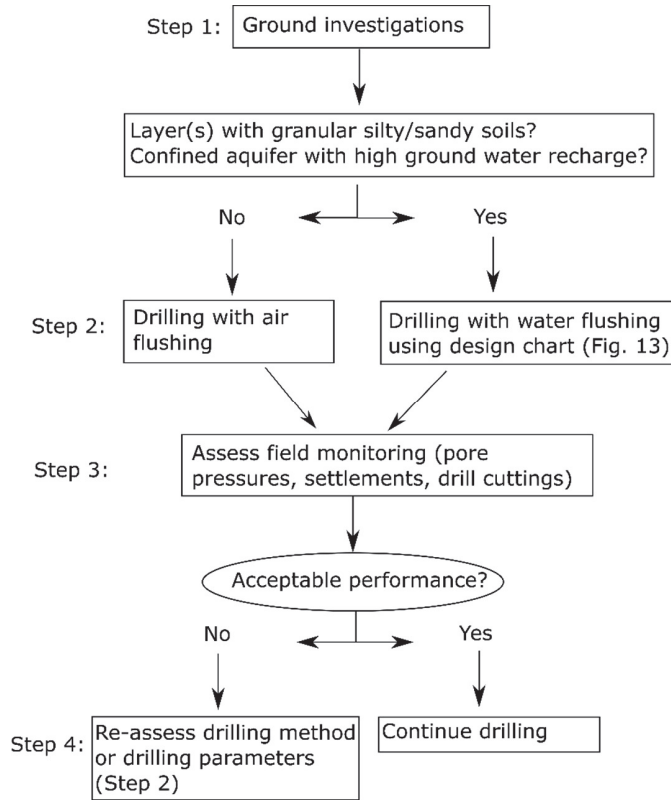 Step 1:
Ground investigations
Layer(s) with granular silty/sandy soils?
Confined aquifer with high ground water recharge?
No
Yes
Step 2:
Drilling with air
flushing
Drilling with water flushing
using design chart (Fig. 13)
Step 3:
Assess field monitoring (pore
pressures, settlements, drill cuttings)
Acceptable performance?
No
Yes
Step 4:
Re-assess drilling method
or drilling parameters
(Step 2)
Continue drilling